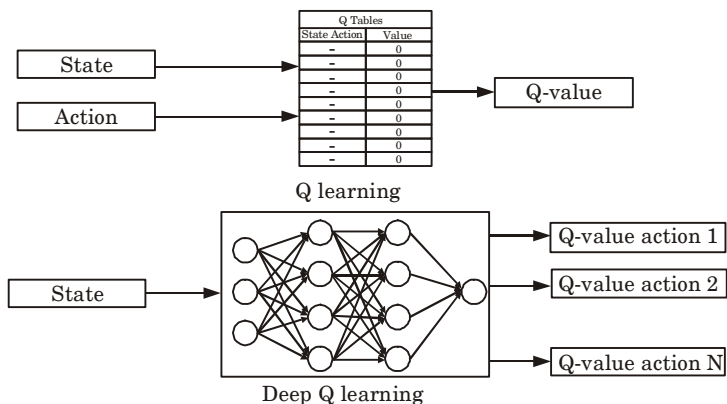 Q Tables
State Action Value
- 0
- 0
- 0
- 0
- 0
- 0
- 0
- 0
- 0
State
Action
Q-value
Q learning
State
Q-value action 1
Q-value action 2
Q-value action N
Deep Q learning